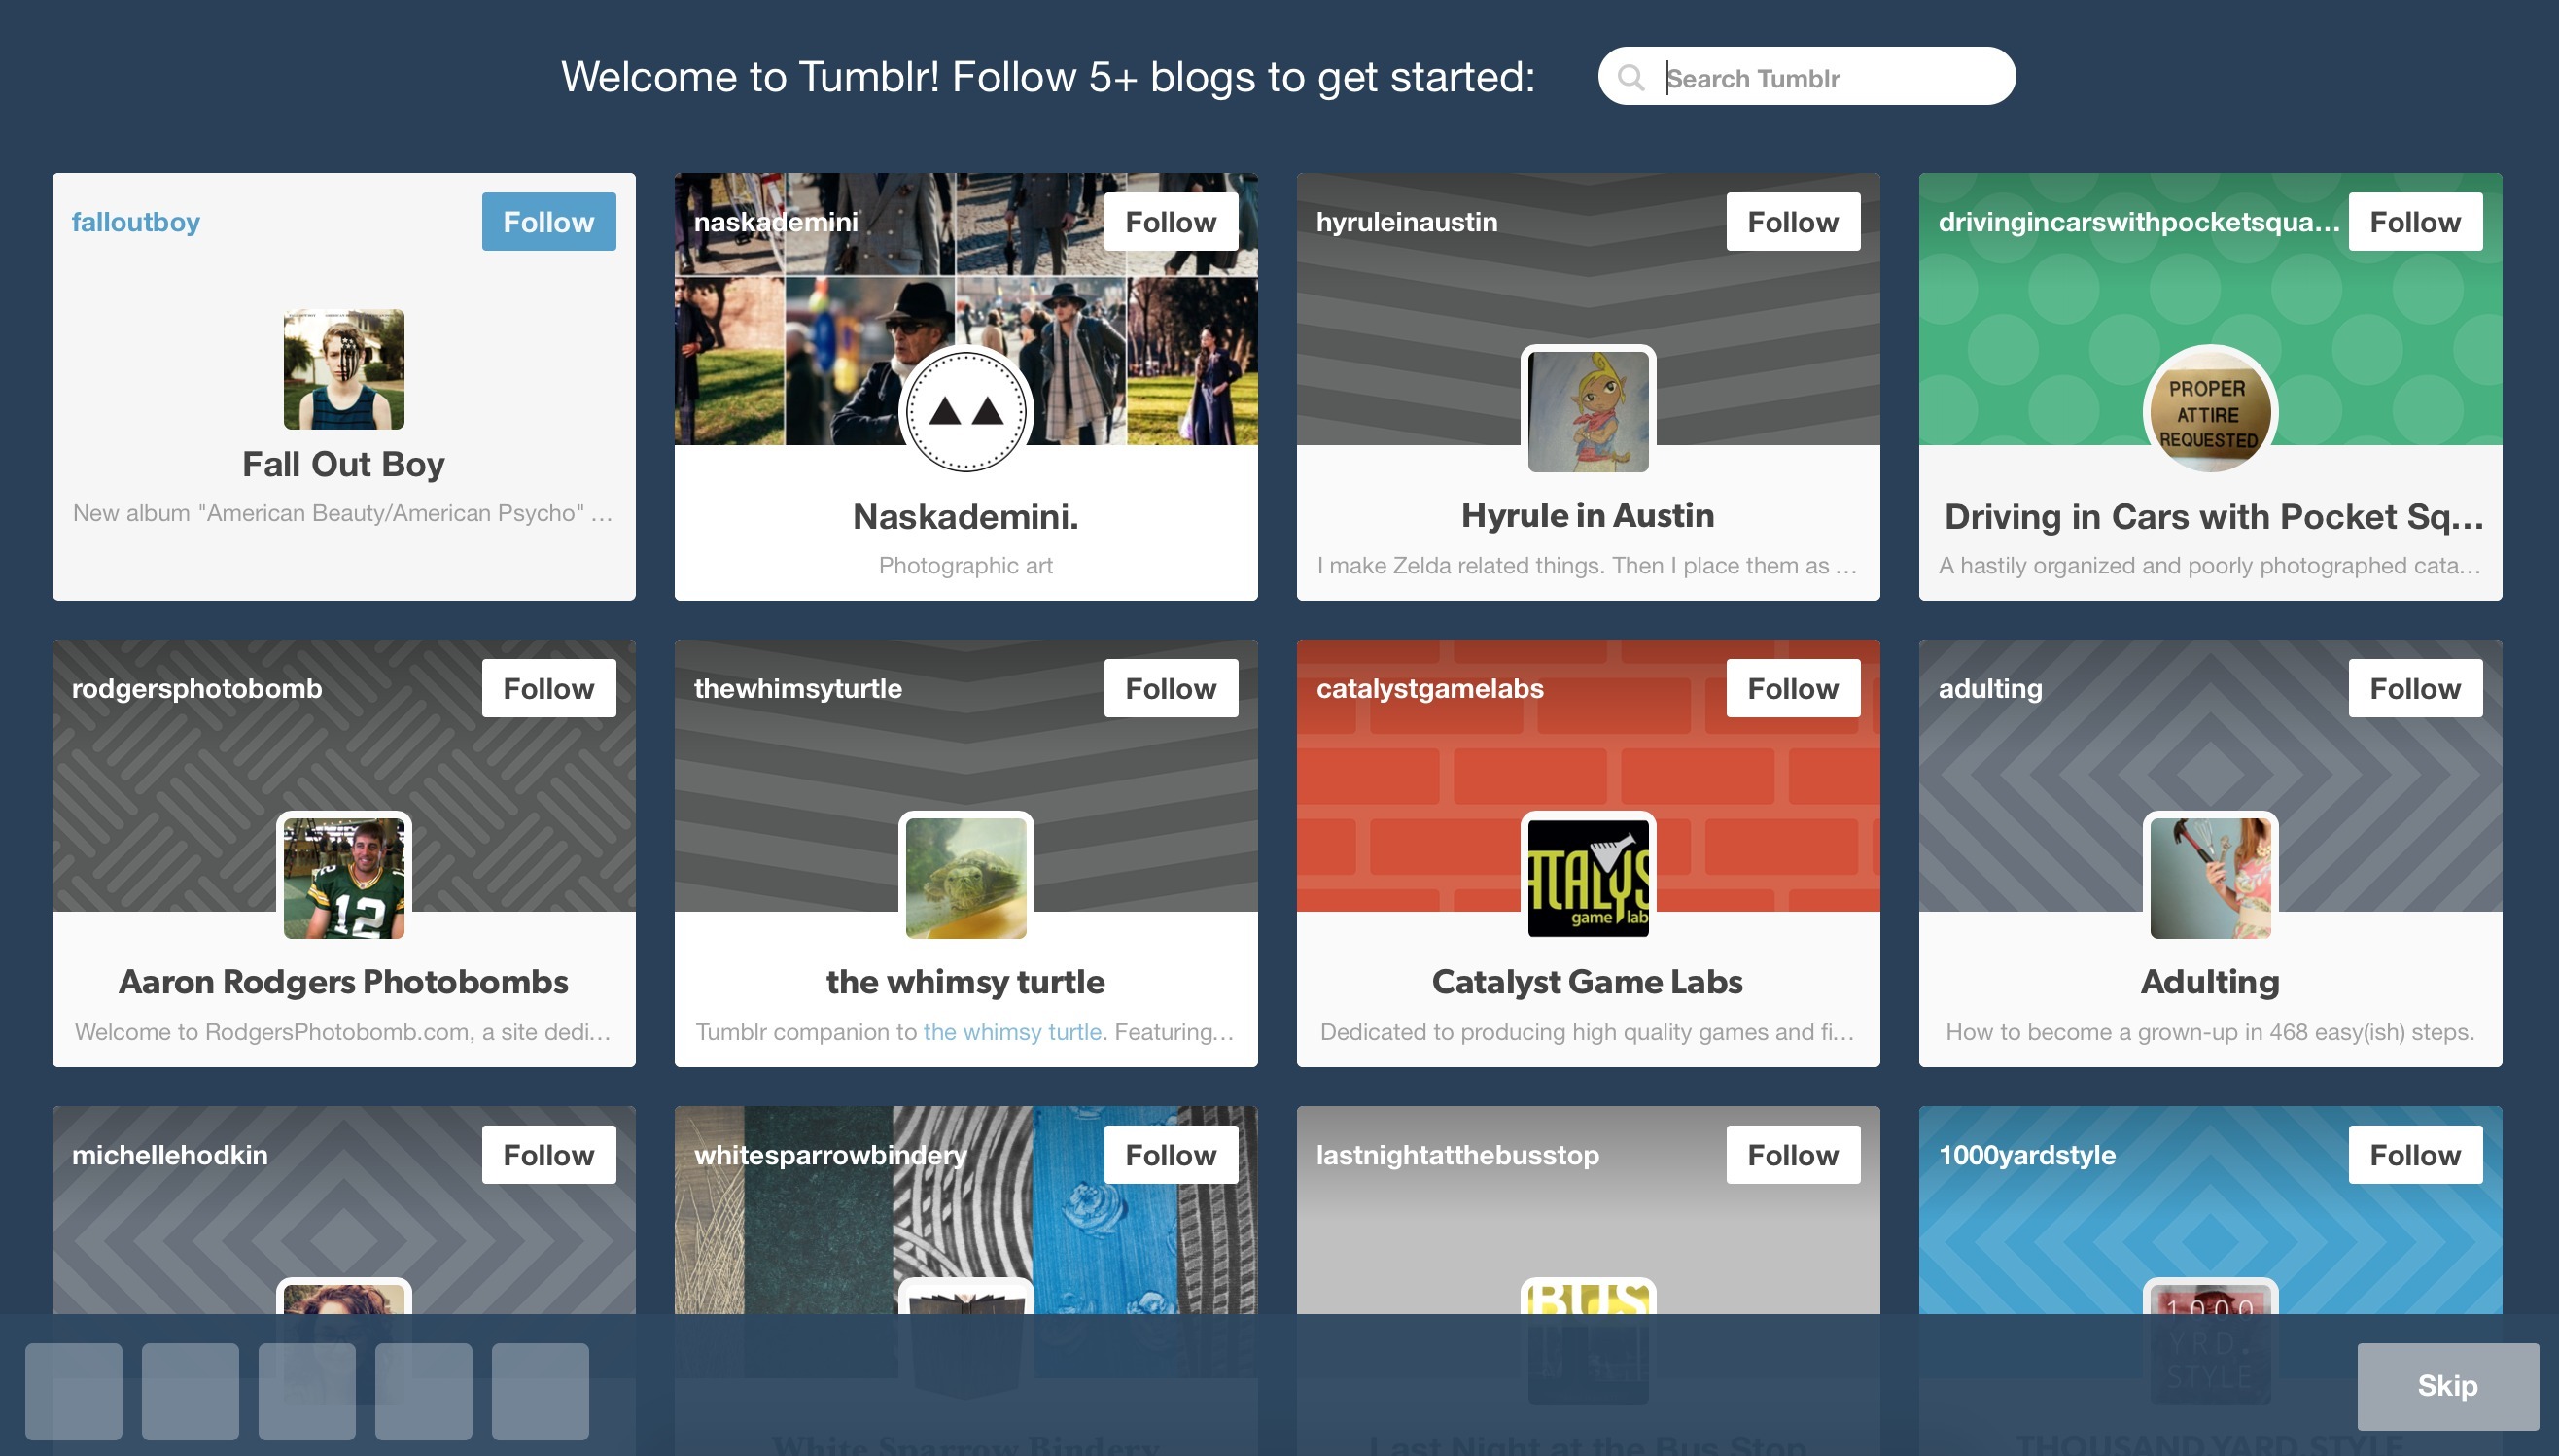 Welcome to Tumblr! Follow 5+ blogs to get started:
Search Tumblr
falloutboy
Follow
Fall Out Boy
New album "American Beauty/American Psycho" …
naskademini
Follow
Naskademini.
Photographic art
hyruleinaustin
Follow
Hyrule in Austin
I make Zelda related things. Then I place them as …
drivingincarswithpocketsqua…
Follow
PROPER
ATTIRE
REQUESTED
Driving in Cars with Pocket Sq…
A hastily organized and poorly photographed cata…
rodgersphotobomb
Follow
12
Aaron Rodgers Photobombs
Welcome to RodgersPhotobomb.com, a site dedi…
thewhimsyturtle
Follow
the whimsy turtle
Tumblr companion to the whimsy turtle. Featuring…
catalystgamelabs
Follow
ATALYS
game lab
Catalyst Game Labs
Dedicated to producing high quality games and fi…
adulting
Follow
Adulting
How to become a grown-up in 468 easy(ish) steps.
michellehodkin
Follow
whitesparrowbindery
Follow
White Sparrow Bindery
lastnightatthebusstop
Follow
BUS
Last Night at the Bus Stop
1000yardstyle
Follow
1000
YRD.
STYLE
THOUSAND YARD STYLE
Skip